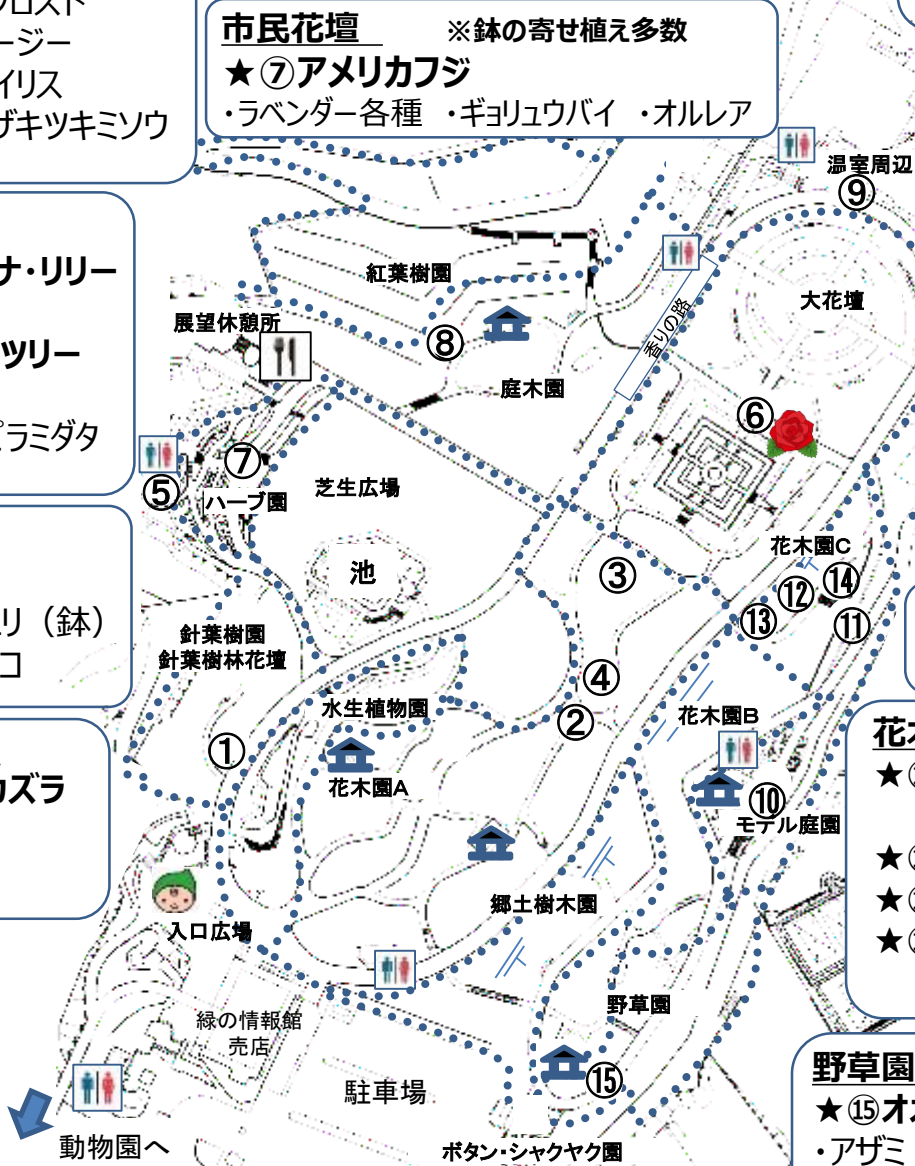 ロスト
ージー
イリス
ザキツキミソウ
市民花壇 ※鉢の寄せ植え多数
★⑦アメリカフジ
・ラベンダー各種 ・ギョリュウバイ ・オルレア
ナ・リリー
ツリー
ピラミダタ
リ（鉢）
コ
カズラ
温室周辺
⑨
紅葉樹園
大花壇
展望休憩所
香りの路
⑧
庭木園
⑥
⑦
⑤
ハーブ園
芝生広場
花木園C
池
③
⑫
⑭
⑬
⑪
針葉樹園
針葉樹林花壇
④
水生植物園
②
花木園B
①
花木園A
⑩
モデル庭園
郷土樹木園
入口広場
野草園
緑の情報館
売店
⑮
駐車場
動物園へ
ボタン・シャクヤク園
花
★
★
★
★
野草園
★⑮オ
・アザミ